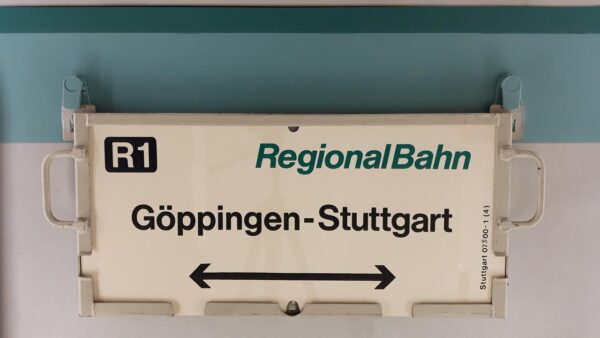 R1
RegionalBahn
Göppingen-Stuttgart
Stuttgart 07500-1 (4)